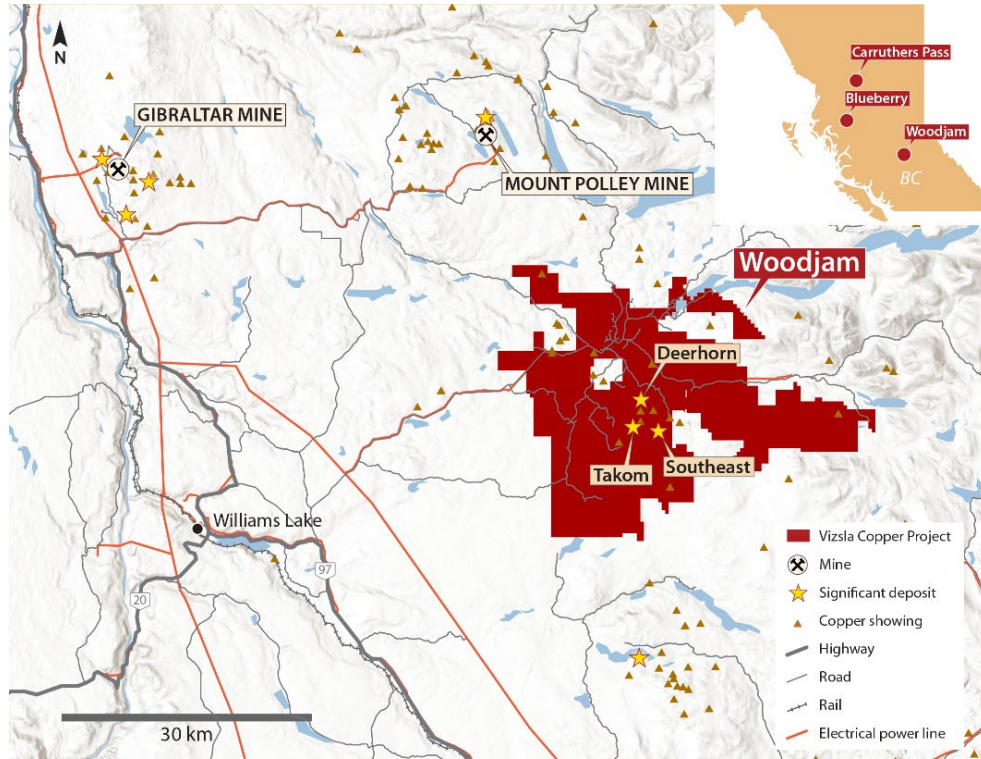 N
GIBRALTAR MINE
MOUNT POLLEY MINE
Carruthers Pass
Blueberry
Woodjam
BC
Woodjam
Deerhorn
Takom
Southeast
Williams Lake
97
20
30 km
Vizsla Copper Project
Mine
Significant deposit
Copper showing
Highway
Road
Rail
Electrical power line